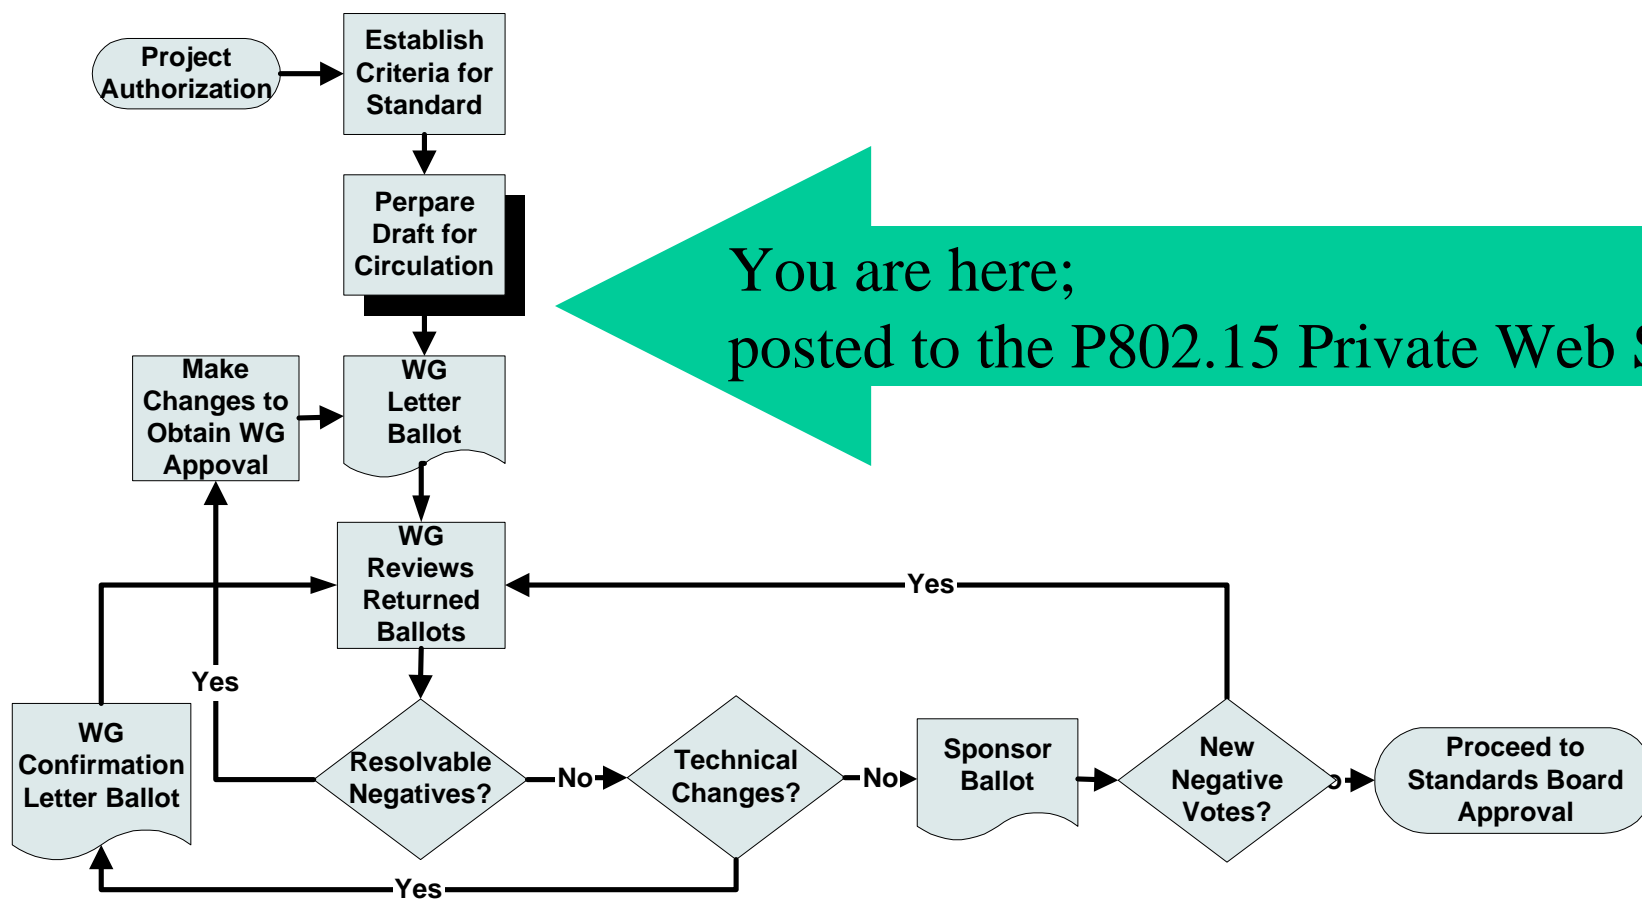 Project
Authorization
Establish
Criteria for
Standard
Perpare
Draft for
Circulation
You are here;
posted to the P802.15 Private Web S
Make
Changes to
Obtain WG
Appoval
WG
Letter
Ballot
WG
Reviews
Returned
Ballots
Yes
Yes
WG
Confirmation
Letter Ballot
Resolvable
Negatives?
No
Technical
Changes?
No
Sponsor
Ballot
New
Negative
Votes?
Proceed to
Standards Board
Approval
Yes